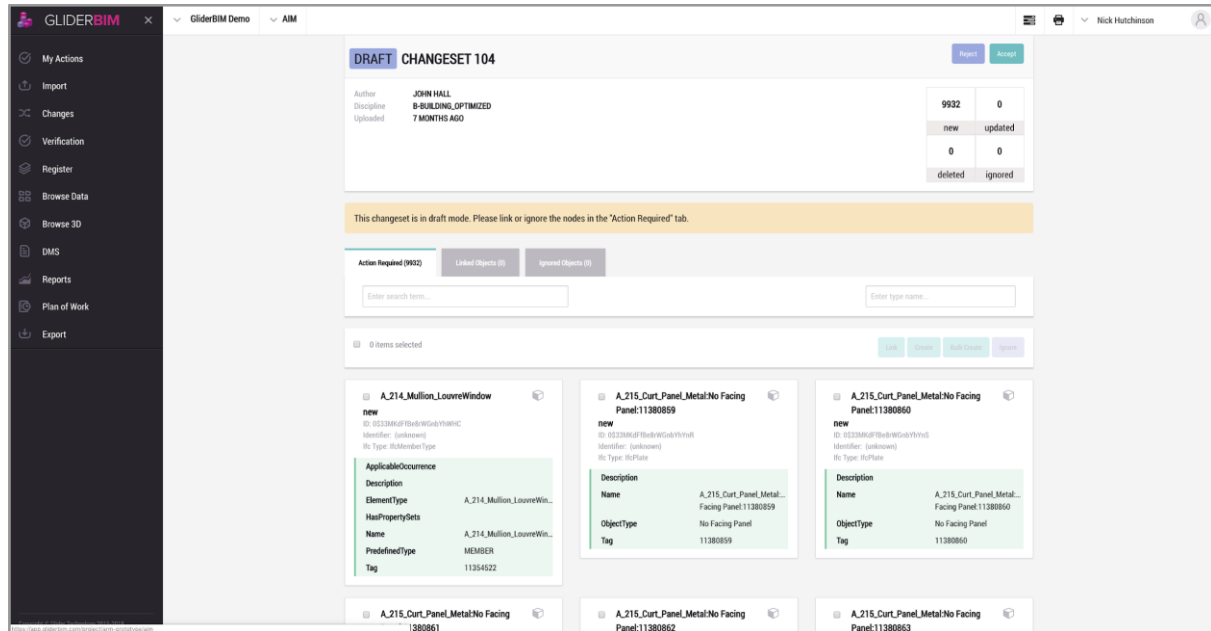 GLIDERBIM ×
GliderBIM Demo AIM Nick Hutchinson
My Actions
Import
Changes
Verification
Register
Browse Data
Browse 3D
DMS
Reports
Plan of Work
Export
DRAFT CHANGESET 104 Reject Accept
Author JOHN HALL
Discipline B-BUILDING_OPTIMIZED
Uploaded 7 MONTHS AGO
9932 0
new updated
0 0
deleted ignored
This changeset is in draft mode. Please link or ignore the nodes in the "Action Required" tab.
Action Required (9932) Linked Objects (0) Ignored Objects (0)
Enter search term... Enter type name...
0 items selected Link Create Bulk Create Ignore
A_214_Mullion_LouvreWindow
new
Identifier: (unknown)
Ifc Type: IfcMemberType
ApplicableOccurrence
Description
ElementType A_214_Mullion_LouvreWin...
HasPropertySets
Name A_214_Mullion_LouvreWin...
PredefinedType MEMBER
Tag 11354522
A_215_Curt_Panel_Metal:No Facing
Panel:11380859
new
Identifier: (unknown)
Ifc Type: IfcPlate
Description
Name A_215_Curt_Panel_Metal:...
Facing Panel:11380859
ObjectType No Facing Panel
Tag 11380859
A_215_Curt_Panel_Metal:No Facing
Panel:11380860
new
Identifier: (unknown)
Ifc Type: IfcPlate
Description
Name A_215_Curt_Panel_Metal:...
Facing Panel:11380860
ObjectType No Facing Panel
Tag 11380860
A_215_Curt_Panel_Metal:No Facing
A_215_Curt_Panel_Metal:No Facing
Panel:11380862
A_215_Curt_Panel_Metal:No Facing
Panel:11380863